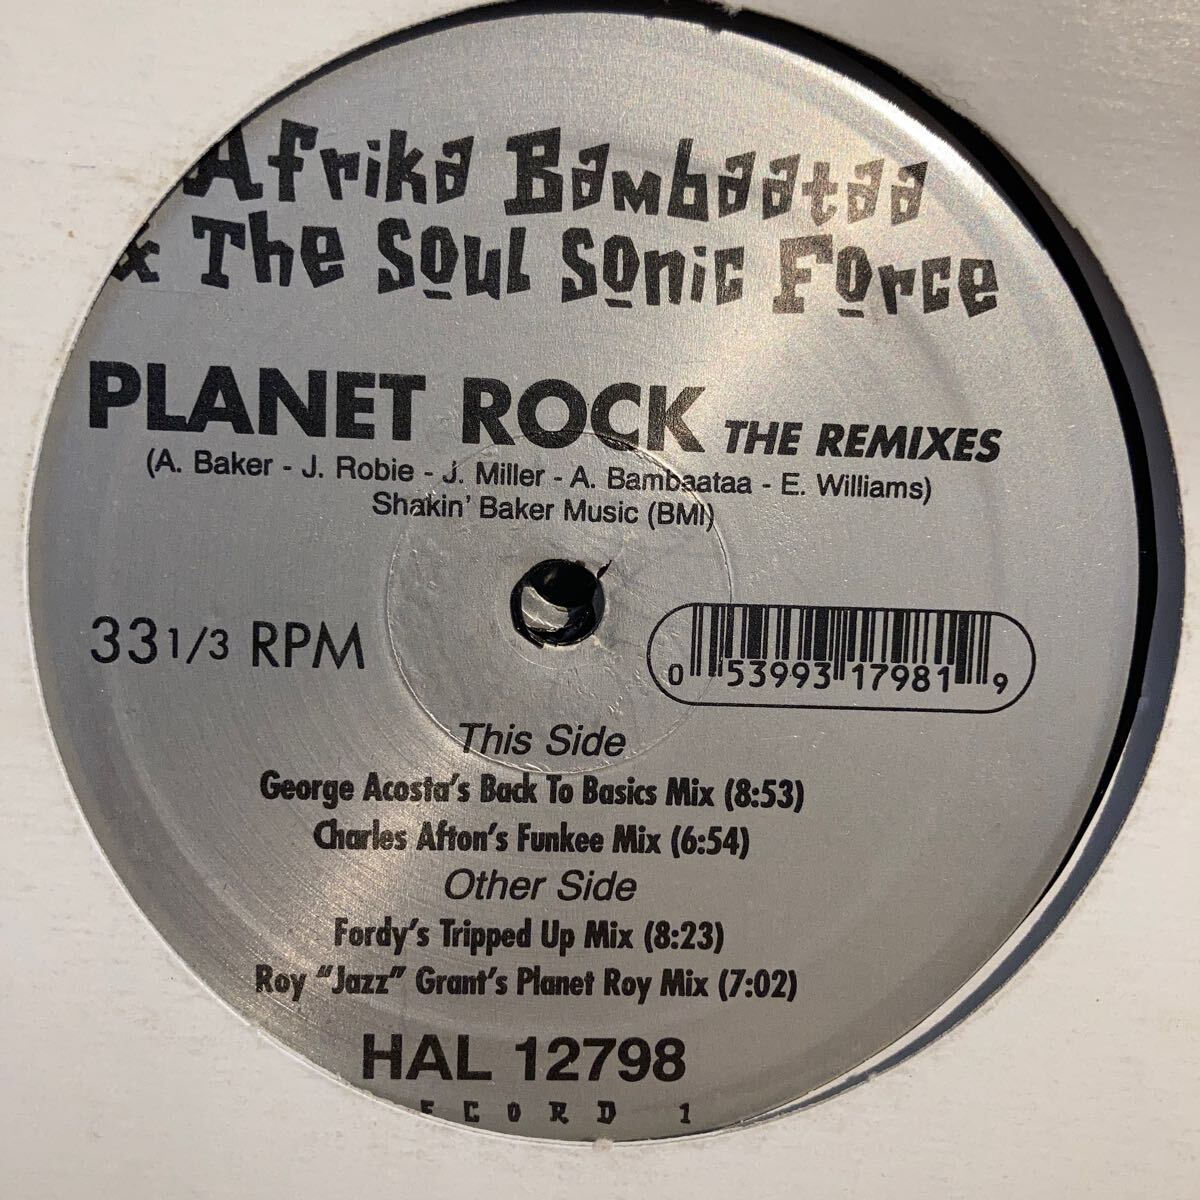 Afrika Bambaataa
& The Soul Sonic Force
PLANET ROCK THE REMIXES
(A. Baker - J. Robie - J. Miller - A. Bambaataa - E. Williams)
Shakin' Baker Music (BMI)
33 1/3 RPM
0 53993 17981 9
This Side
George Acosta's Back To Basics Mix (8:53)
Charles Afton's Funkee Mix (6:54)
Other Side
Fordy's Tripped Up Mix (8:23)
Roy "Jazz" Grant's Planet Roy Mix (7:02)
HAL 12798
ECORD 1